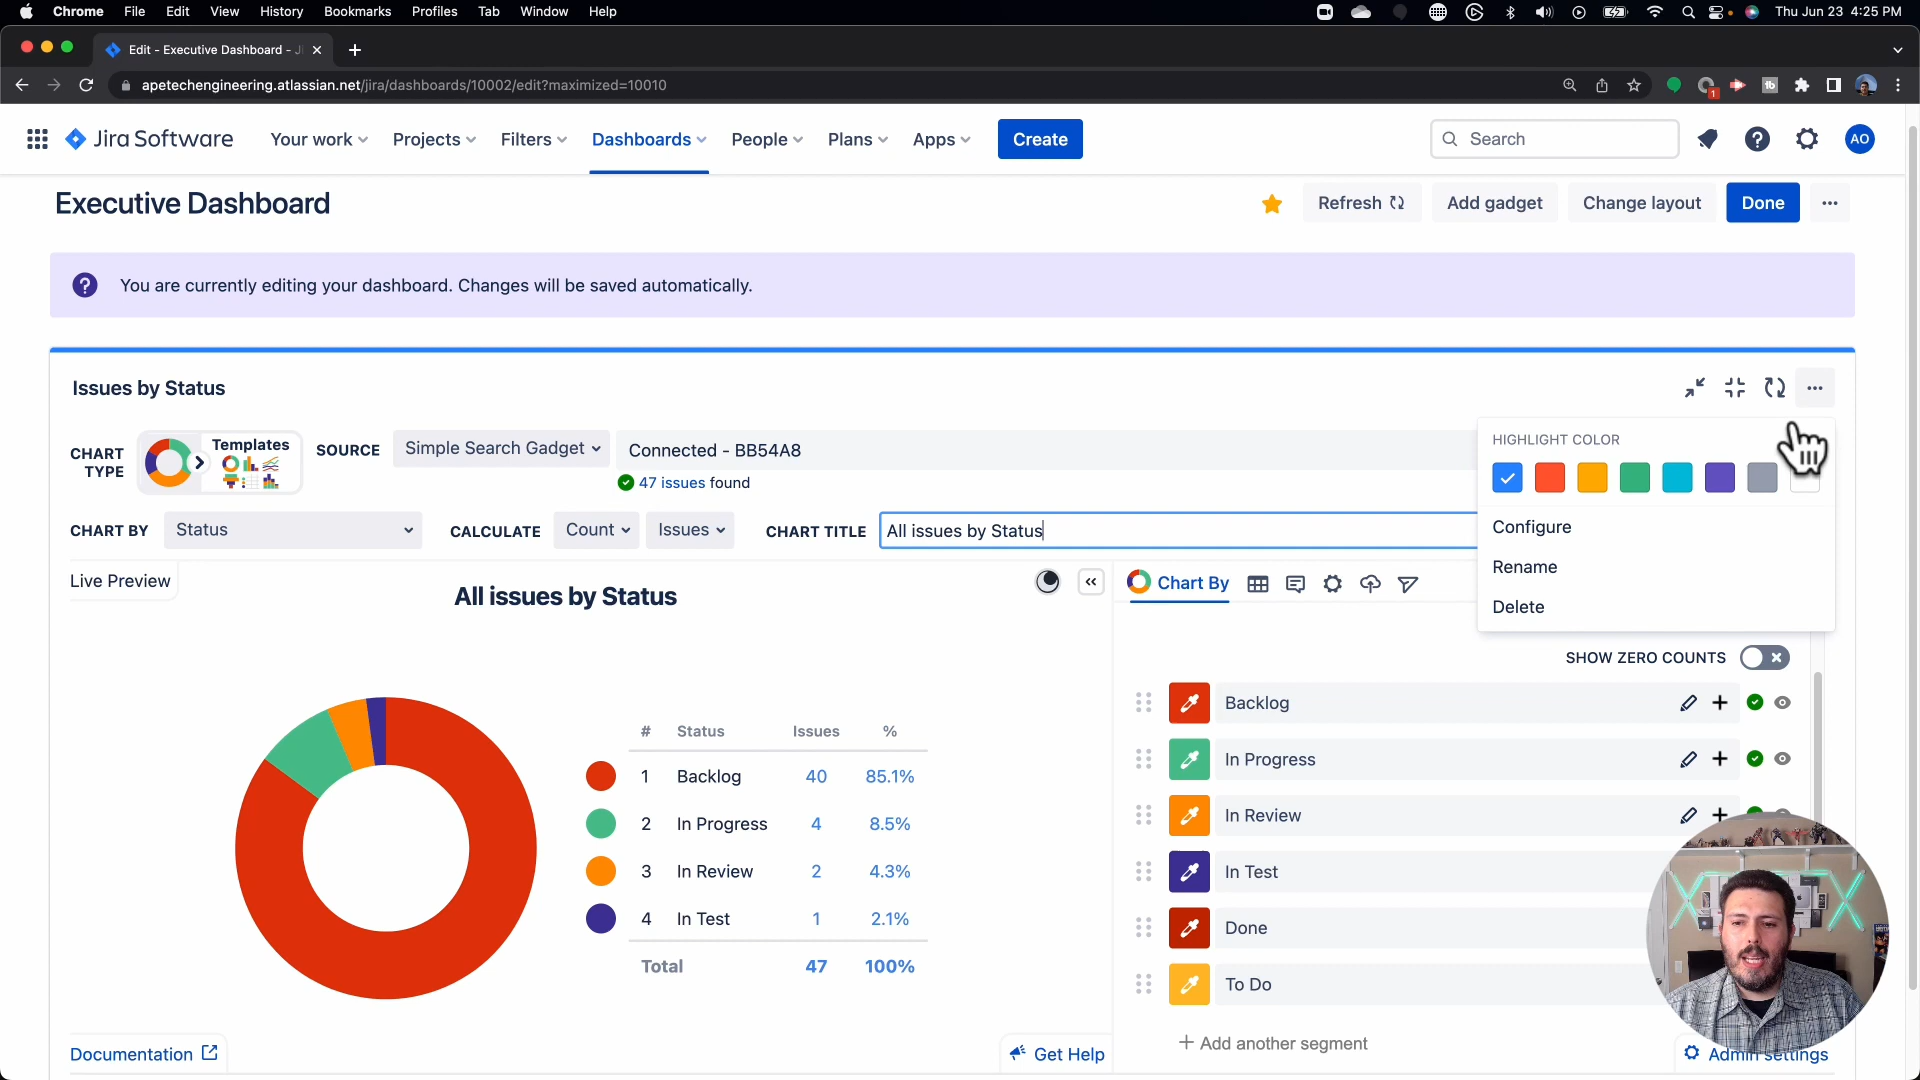 Chrome File Edit View History Bookmarks Profiles Tab Window Help Thu Jun 23 4:25 PM
Edit - Executive Dashboard - Ji
apetechengineering.atlassian.net/jira/dashboards/10002/edit?maximized=10010 1 tb
Jira Software Your work Projects Filters Dashboards People Plans Apps Create Search AO
Executive Dashboard Refresh Add gadget Change layout Done
You are currently editing your dashboard. Changes will be saved automatically.
Issues by Status
CHART TYPE Templates SOURCE Simple Search Gadget Connected - BB54A8
47 issues found
CHART BY Status CALCULATE Count Issues CHART TITLE All issues by Status
HIGHLIGHT COLOR
Configure
Rename
Delete
Live Preview
All issues by Status
Chart By
SHOW ZERO COUNTS
# Status Issues %
1 Backlog 40 85.1%
2 In Progress 4 8.5%
3 In Review 2 4.3%
4 In Test 1 2.1%
Total 47 100%
Backlog
In Progress
In Review
In Test
Done
To Do
Add another segment
Documentation
Get Help
Admin settings